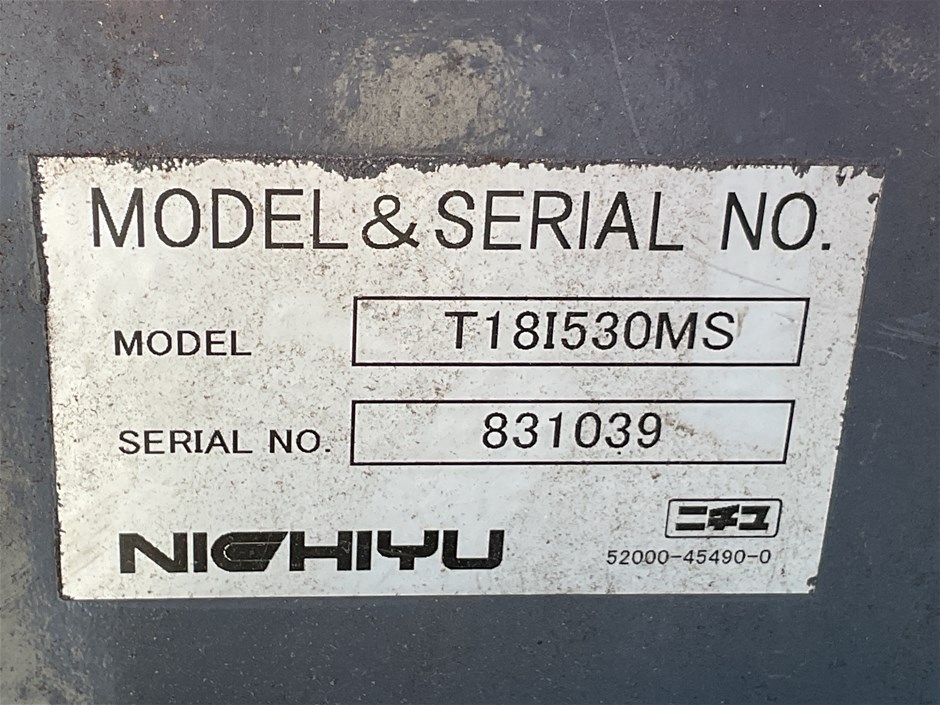 MODEL & SERIAL NO.
MODEL T18I530MS
SERIAL NO. 831039
NICHIYU
ニチユ
52000-45490-0